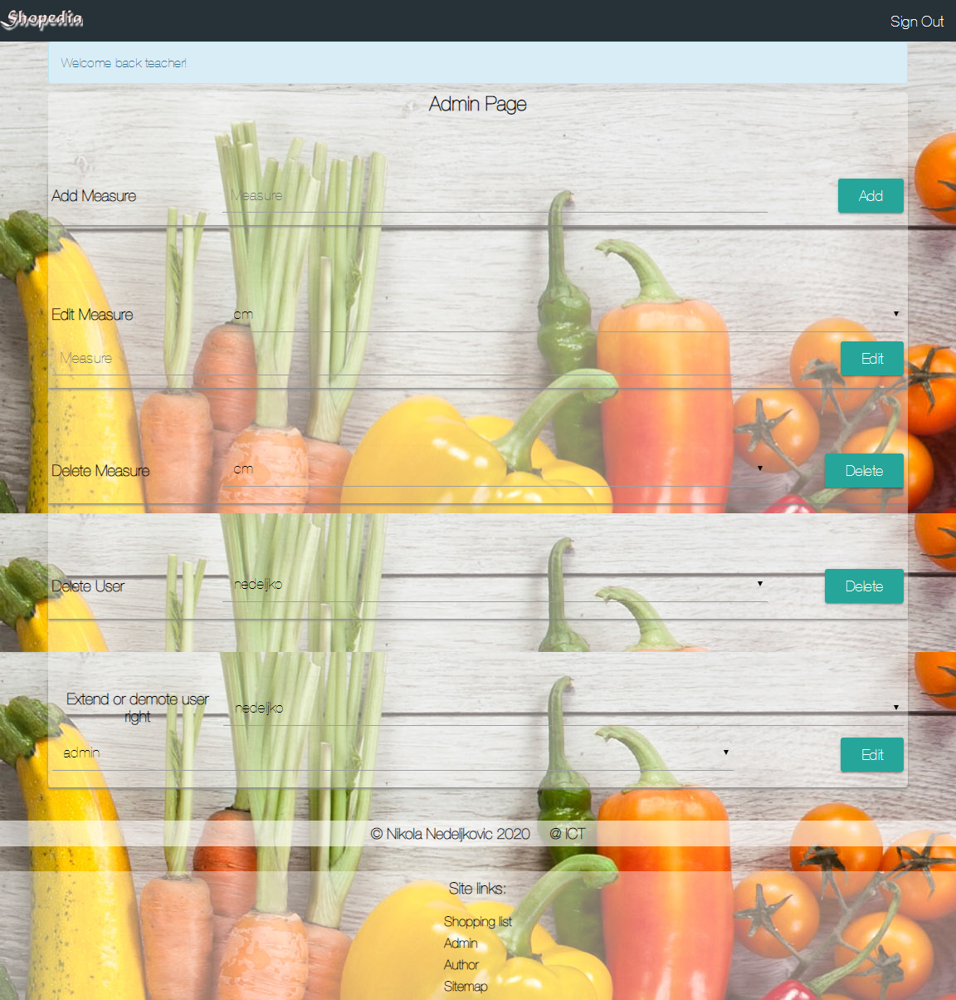 Shopedia
Sign Out
Welcome back teacher!
Admin Page
Add Measure
Measure
Add
Edit Measure
cm
Measure
Edit
Delete Measure
cm
Delete
Delete User
nedeljko
Delete
Extend or demote user
right
nedeljko
admin
Edit
© Nikola Nedeljkovic 2020 @ ICT
Site links:
Shopping list
Admin
Author
Sitemap